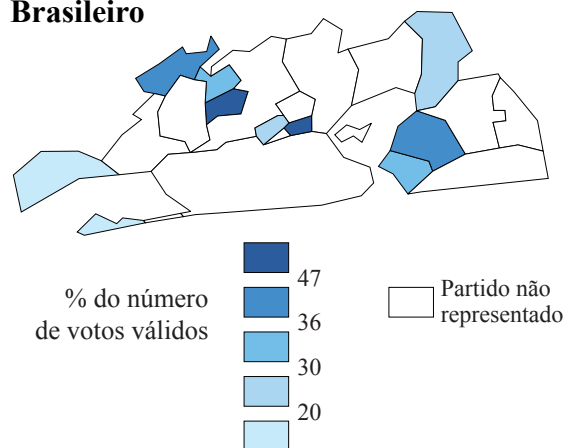 Brasileiro
% do número
de votos válidos
47
36
30
20
Partido não
representado